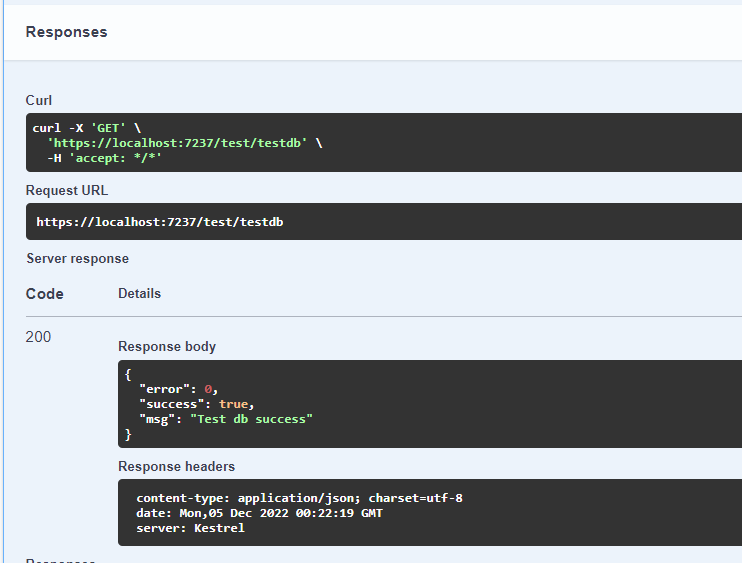 Responses
Curl
curl -X 'GET' \
'https://localhost:7237/test/testdb' \
-H 'accept: */*'
Request URL
https://localhost:7237/test/testdb
Server response
Code Details
200
Response body
{
"error": 0,
"success": true,
"msg": "Test db success"
}
Response headers
content-type: application/json; charset=utf-8
date: Mon,05 Dec 2022 00:22:19 GMT
server: Kestrel
Responses